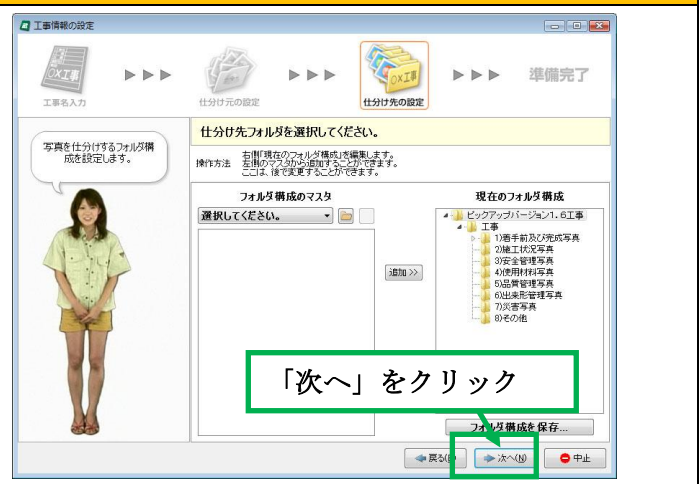 工事情報の設定
OX工事
OX工事
準備完了
工事名入力
仕分け元の設定
仕分け先の設定
写真を仕分けするフォルダ構
成を設定します。
仕分け先フォルダを選択してください。
操作方法
右側「現在のフォルダ構成」を編集します。
左側のマスタから追加することができます。
ここは、後で変更することができます。
フォルダ構成のマスタ
選択してください。
追加 >>
現在のフォルダ構成
ピックアップバージョン1.6工事
工事
1)着手前及び完成写真
2)施工状況写真
3)安全管理写真
4)使用材料写真
5)品質管理写真
6)出来形管理写真
7)災害写真
8)その他
「次へ」をクリック
フォルダ構成を保存...
戻る(
次へ(N)
中止